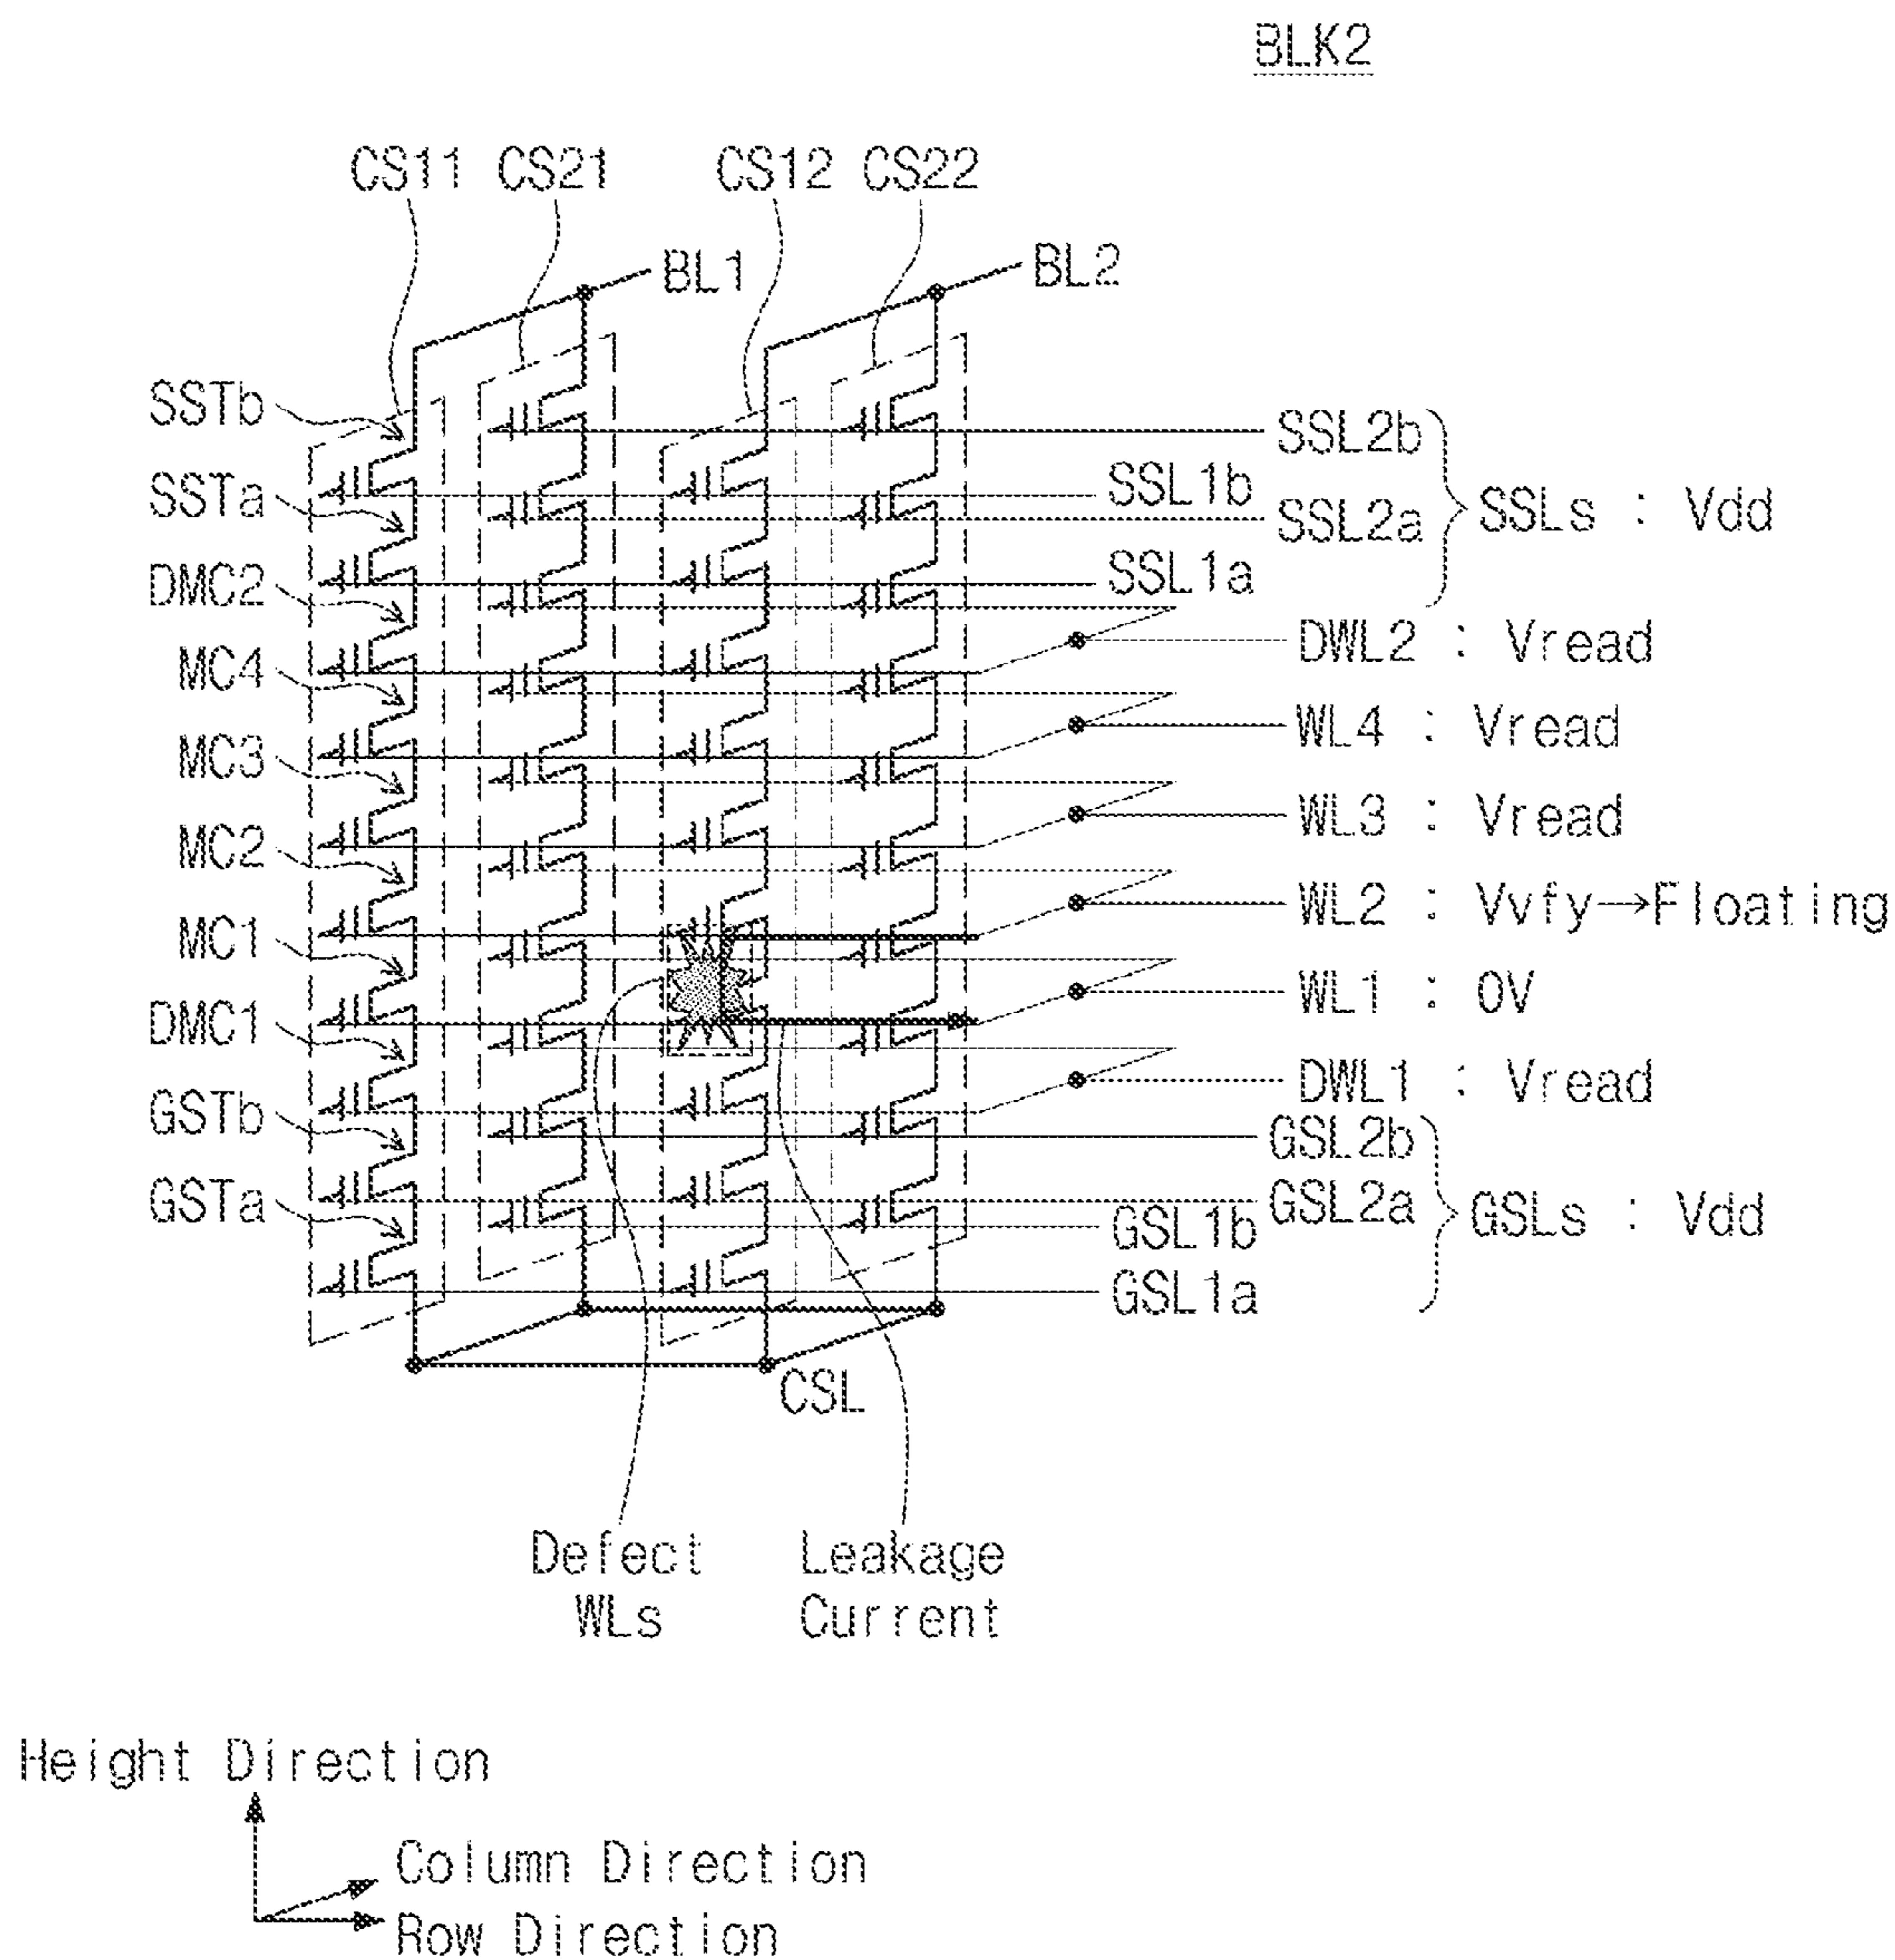 BLK2
CS11 CS21 CS12 CS22
BL1 BL2
SSTb
SSTa
DMC2
MC4
MC3
MC2
MC1
DMC1
GSTb
GSTa
SSL2b
SSL1b
SSL2a
SSL1a
SSLs : Vdd
DWL2 : Vread
WL4 : Vread
WL3 : Vread
WL2 : Vvfy→Floating
WL1 : 0V
DWL1 : Vread
GSL2b
GSL2a
GSL1b
GSL1a
GSLs : Vdd
CSL
Defect
WLs
Leakage
Current
Height Direction
Column Direction
Row Direction